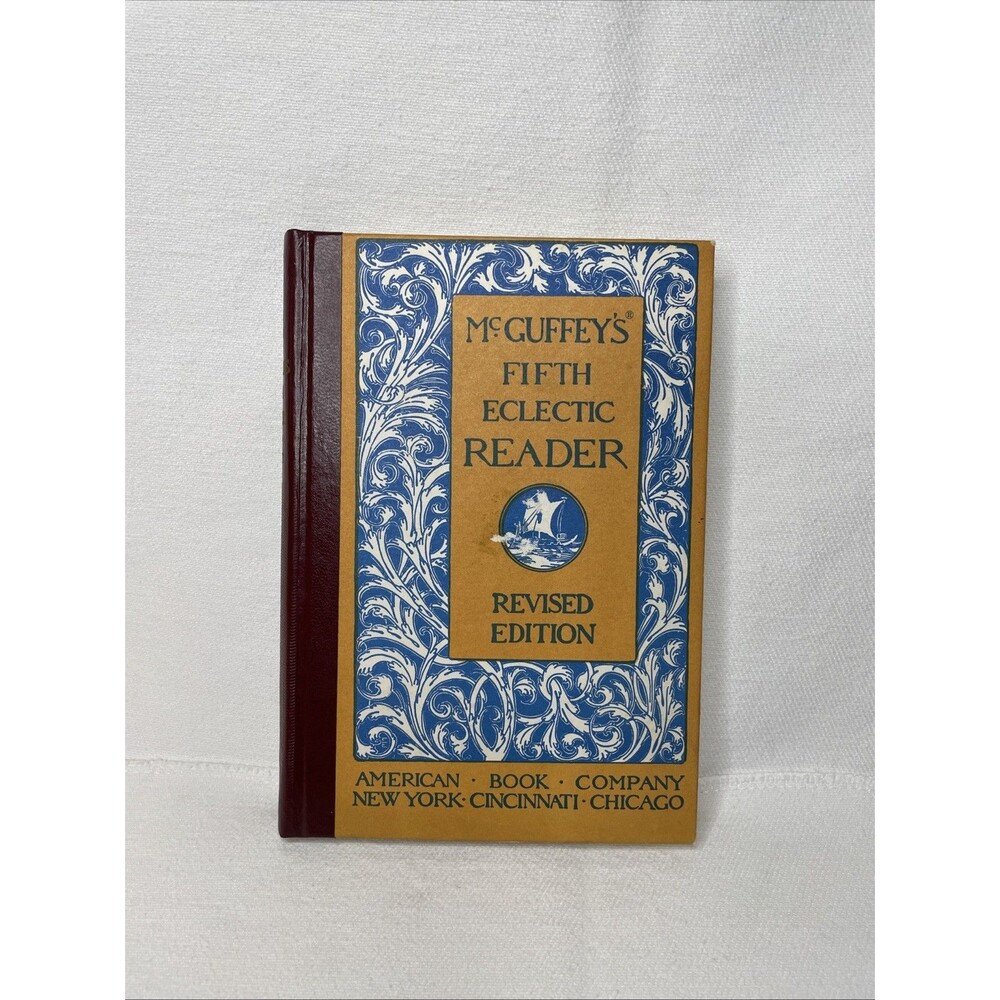 McGUFFEY'S®
FIFTH
ECLECTIC
READER
REVISED
EDITION
AMERICAN · BOOK · COMPANY
NEW YORK · CINCINNATI · CHICAGO